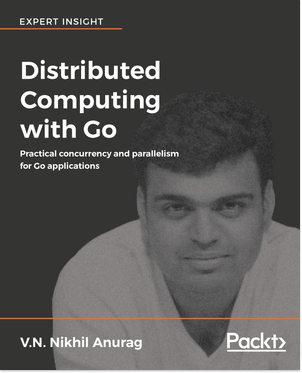 EXPERT INSIGHT
Distributed
Computing
with Go
Practical concurrency and parallelism
for Go applications
V.N. Nikhil Anurag
Packt>